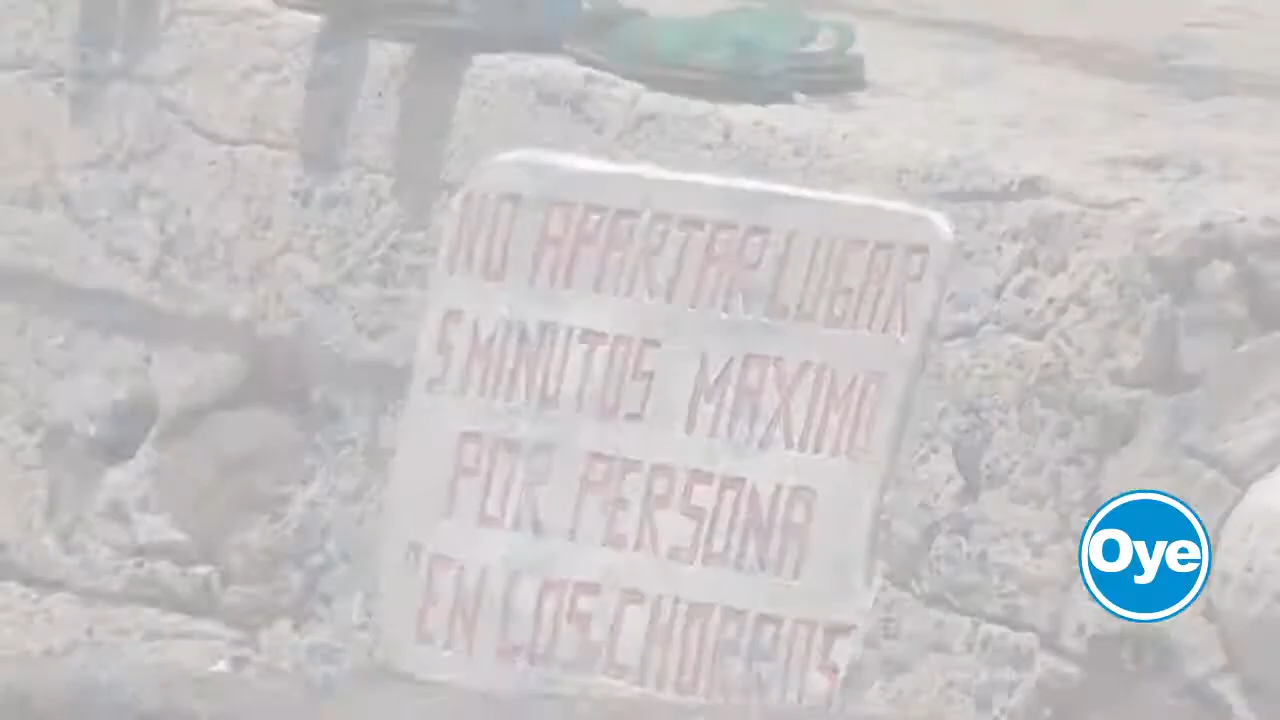 NO APARTAR LUGAR
5 MINUTOS MAXIMO
POR PERSONA
"EN LOS CHORROS
Oye